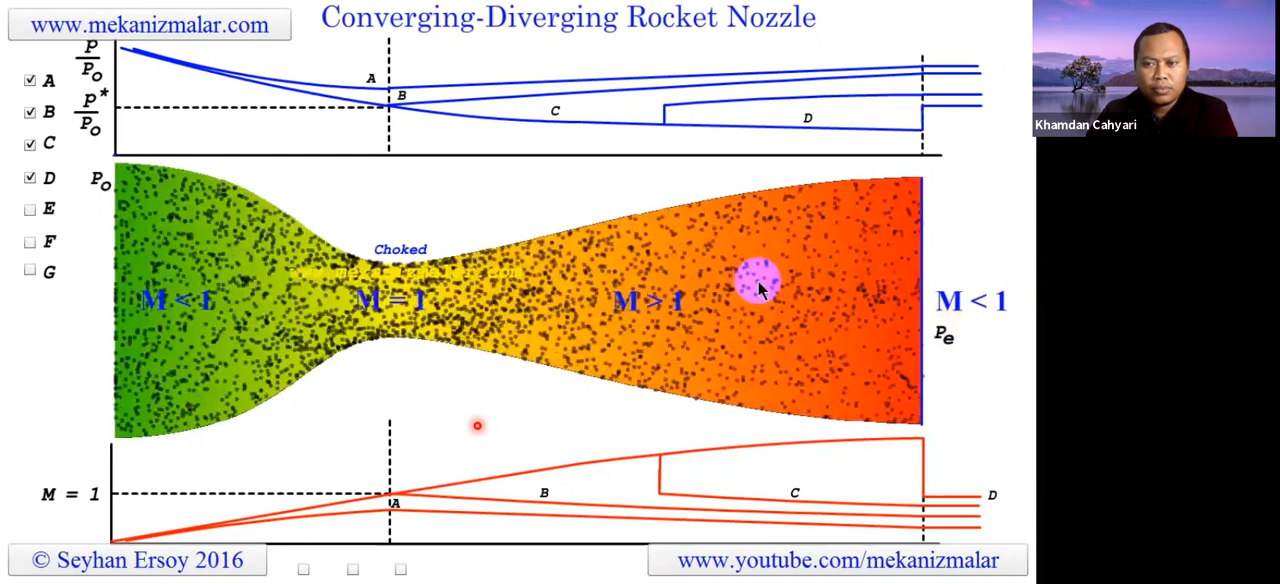 www.mekanizmalar.com
Converging-Diverging Rocket Nozzle
P
Po
P*
Po
A
B
C
D
E
F
G
A
B
C
D
Po
Choked
M < 1
M = 1
M > 1
M < 1
Pe
M = 1
A
B
C
D
© Seyhan Ersoy 2016
www.youtube.com/mekanizmalar
Khamdan Cahyari